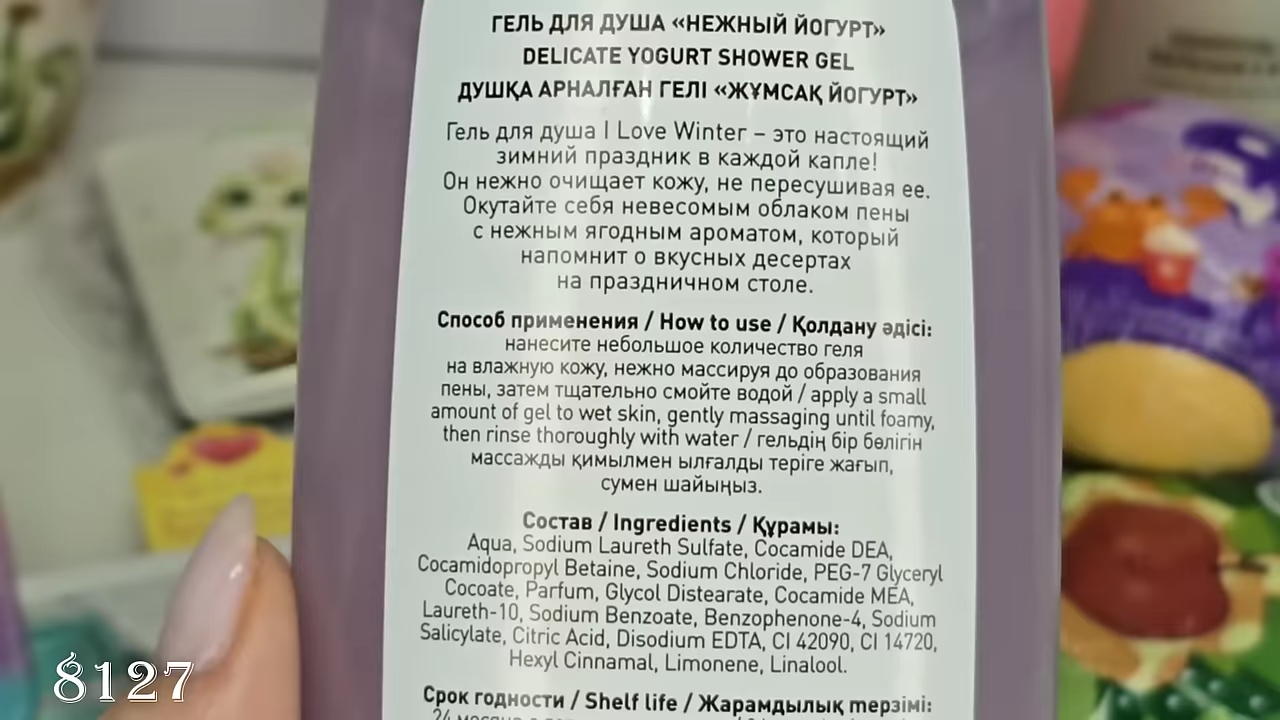 ГЕЛЬ ДЛЯ ДУША «НЕЖНЫЙ ЙОГУРТ»
DELICATE YOGURT SHOWER GEL
ДУШҚА АРНАЛҒАН ГЕЛІ «ЖҰМСАҚ ЙОГУРТ»
Гель для душа I Love Winter – это настоящий
зимний праздник в каждой капле!
Он нежно очищает кожу, не пересушивая ее.
Окутайте себя невесомым облаком пены
с нежным ягодным ароматом, который
напомнит о вкусных десертах
на праздничном столе.
Способ применения / How to use / Қолдану әдісі:
нанесите небольшое количество геля
на влажную кожу, нежно массируя до образования
пены, затем тщательно смойте водой / apply a small
amount of gel to wet skin, gently massaging until foamy,
then rinse thoroughly with water / гельдің бір бөлігін
массажды қимылмен ылғалды теріге жағып,
сумен шайыңыз.
Состав / Ingredients / Құрамы:
Aqua, Sodium Laureth Sulfate, Cocamide DEA,
Cocamidopropyl Betaine, Sodium Chloride, PEG-7 Glyceryl
Cocoate, Parfum, Glycol Distearate, Cocamide MEA,
Laureth-10, Sodium Benzoate, Benzophenone-4, Sodium
Salicylate, Citric Acid, Disodium EDTA, CI 42090, CI 14720,
Hexyl Cinnamal, Limonene, Linalool.
Срок годности / Shelf life / Жарамдылық мерзімі:
24 месяца с
8127